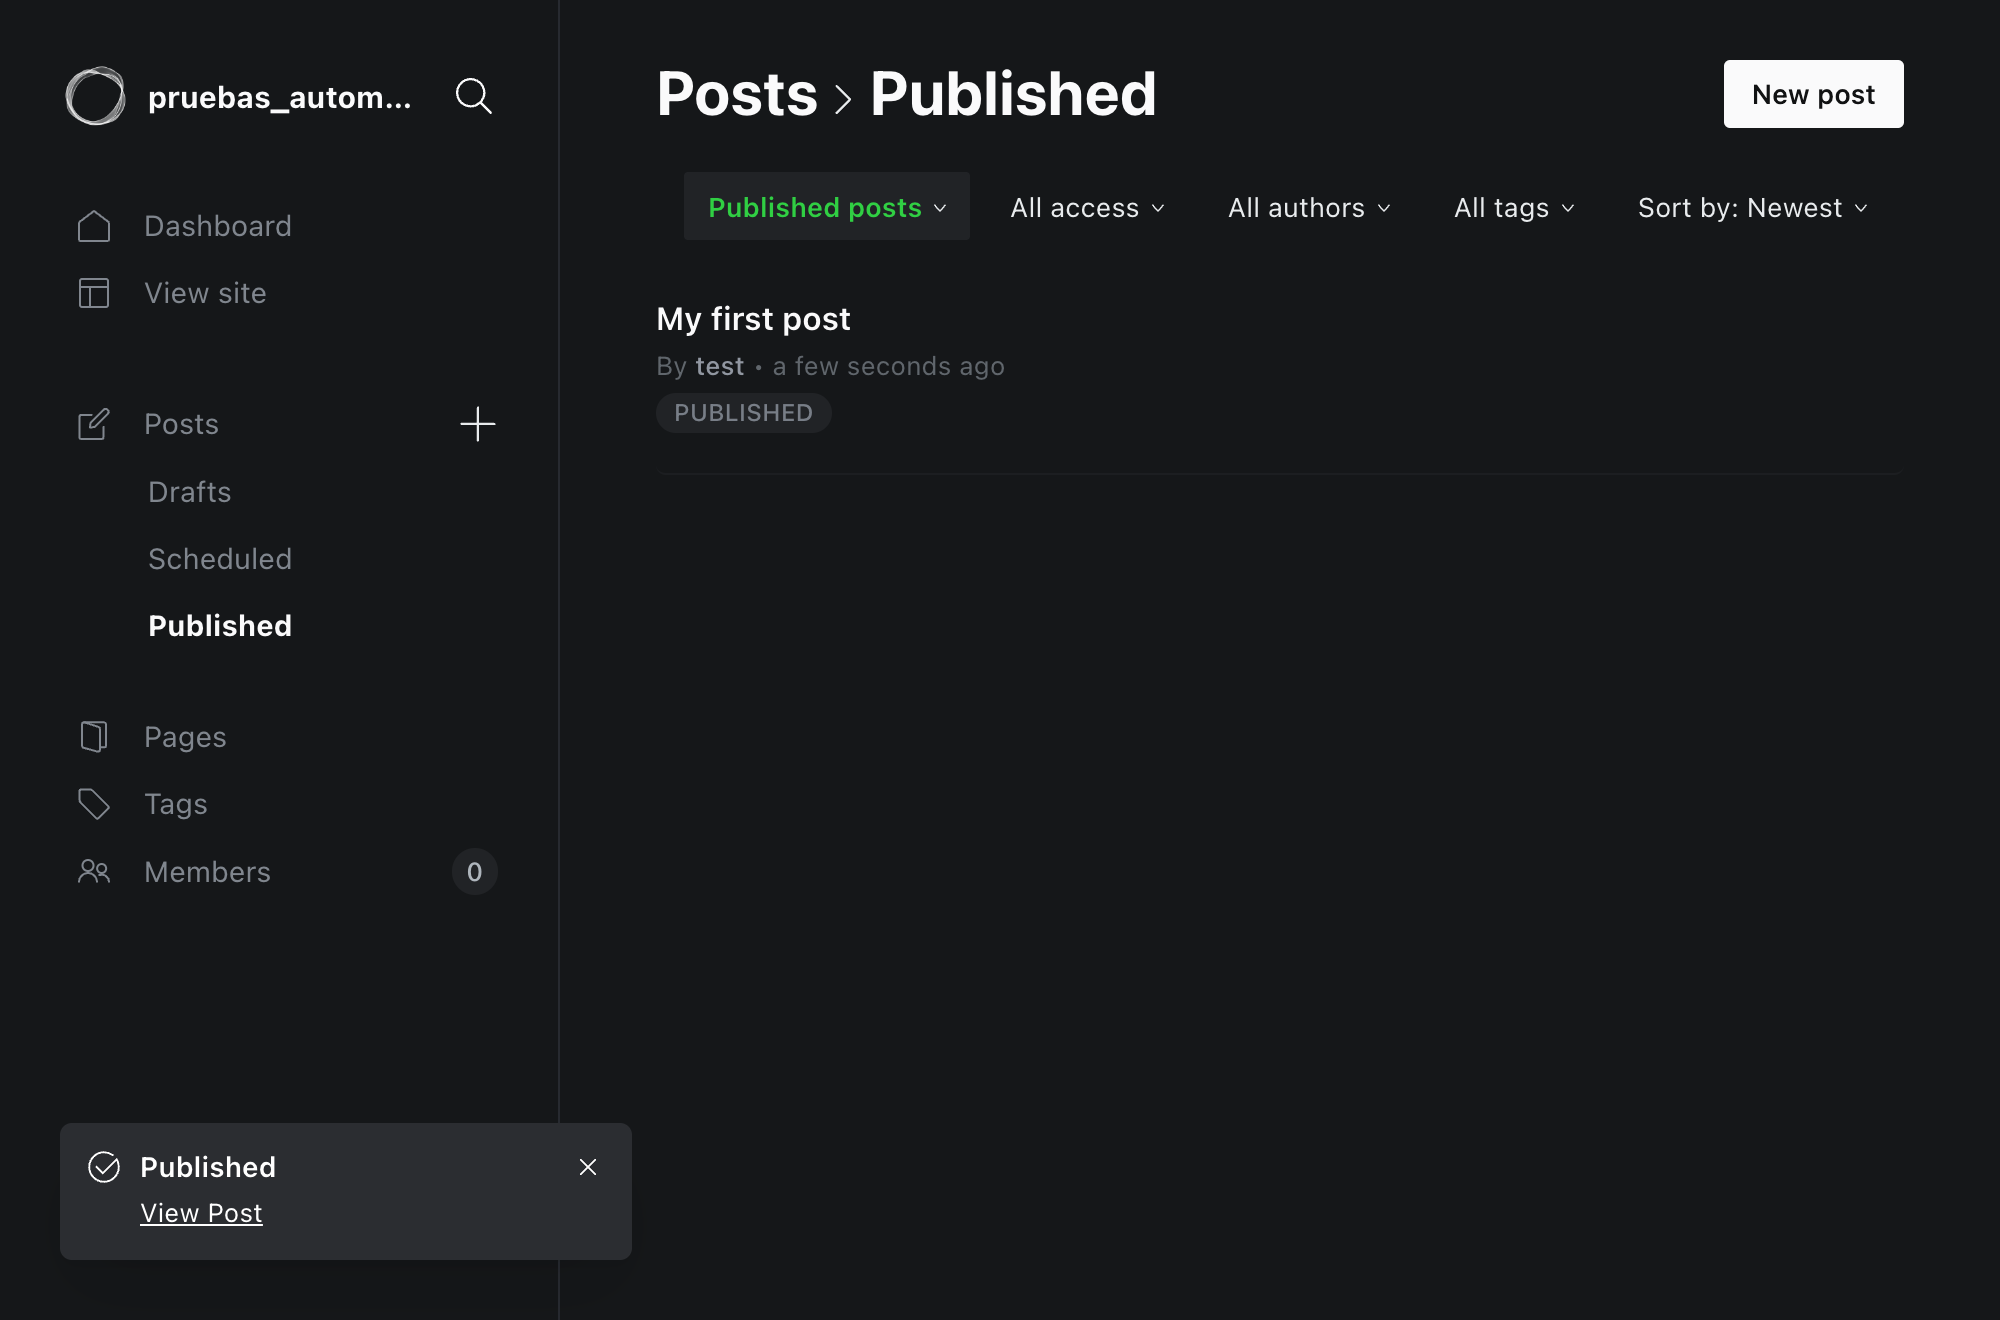 pruebas_autom...
Dashboard
View site
Posts
Drafts
Scheduled
Published
Pages
Tags
Members 0
Posts > Published
New post
Published posts All access All authors All tags Sort by: Newest
My first post
By test • a few seconds ago
PUBLISHED
Published
View Post